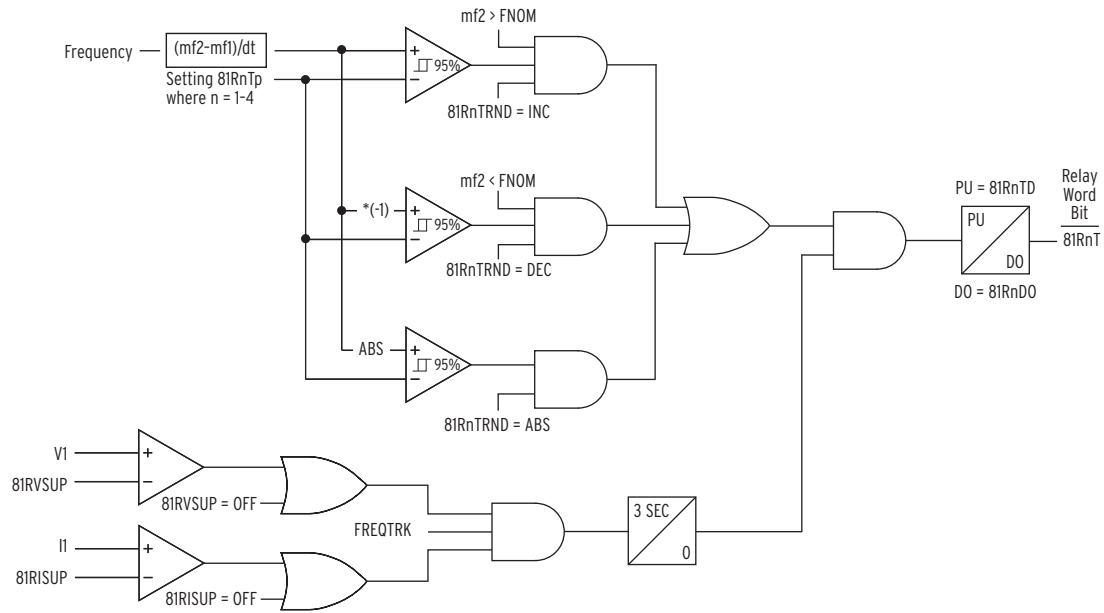 mf2 > FNOM
Frequency
(mf2-mf1)/dt
+
95%
−
Setting 81RnTp
where n = 1-4
81RnTRND = INC
mf2 < FNOM
*(-1)
+
95%
−
81RnTRND = DEC
PU = 81RnTD
PU
DO
DO = 81RnDO
Relay
Word
Bit
81RnT
ABS
+
95%
−
81RnTRND = ABS
V1
+
81RVSUP
−
81RVSUP = OFF
FREQTRK
3 SEC
0
I1
+
81RISUP
−
81RISUP = OFF